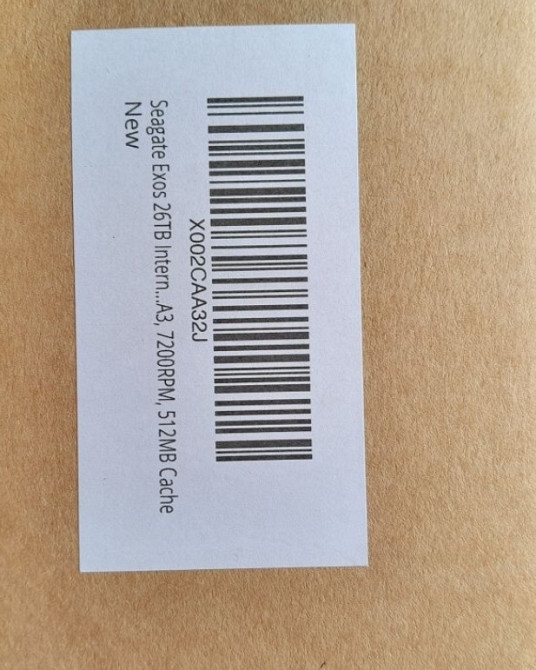 X002CAA32J
Seagate Exos 26TB Intern...A3, 7200RPM, 512MB Cache
New